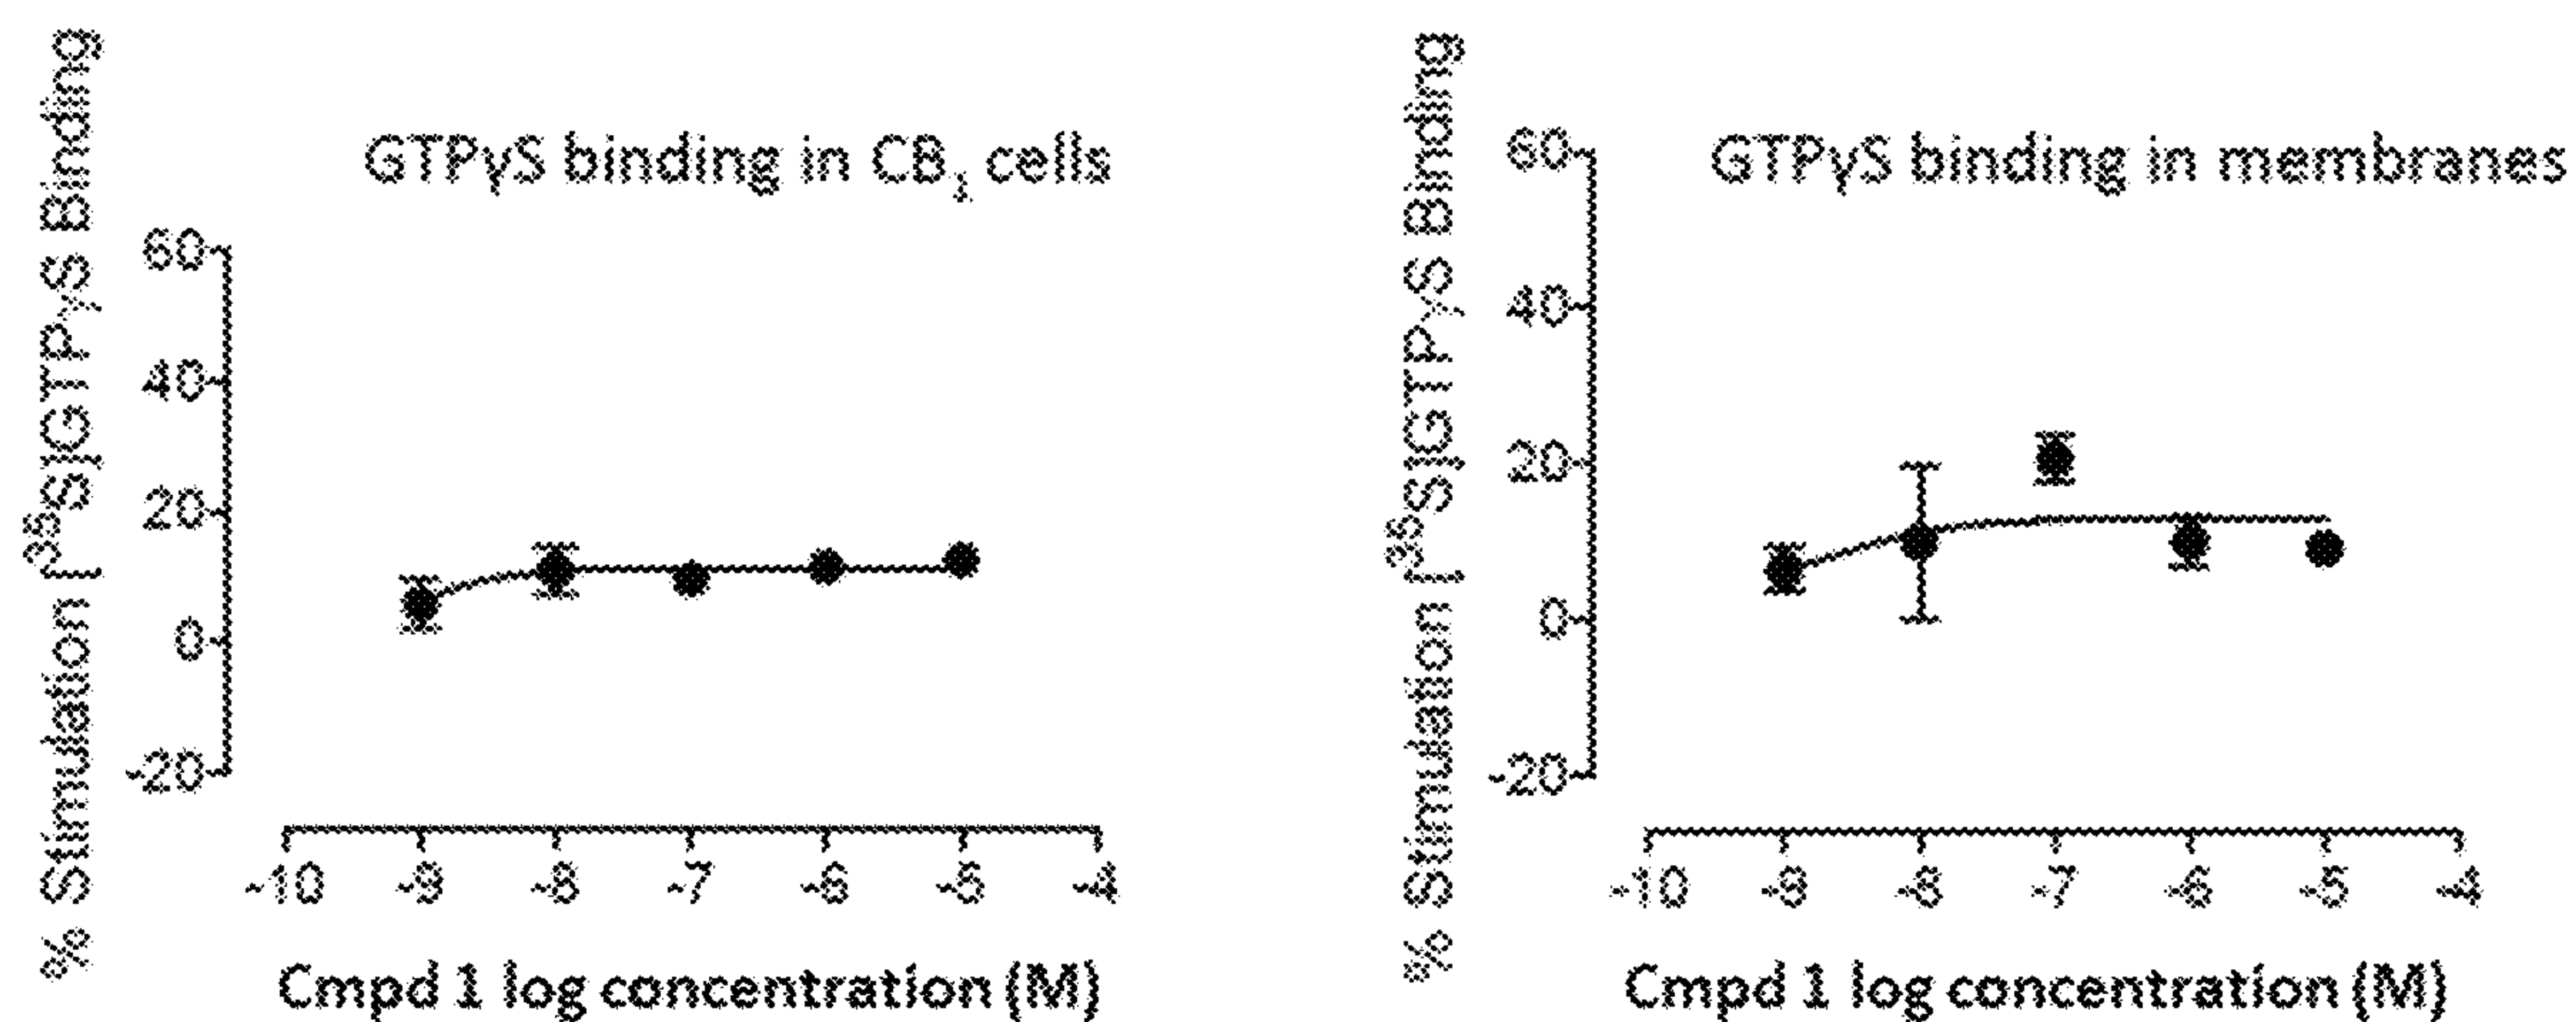 % Stimulation [³⁵S]GTPγS Binding
GTPγS binding in CB₁ cells
60
40
20
0
-20
-10 -9 -8 -7 -6 -5 -4
Cmpd 1 log concentration (M)
% Stimulation [³⁵S]GTPγS Binding
GTPγS binding in membranes
60
40
20
0
-20
-10 -9 -8 -7 -6 -5 -4
Cmpd 1 log concentration (M)